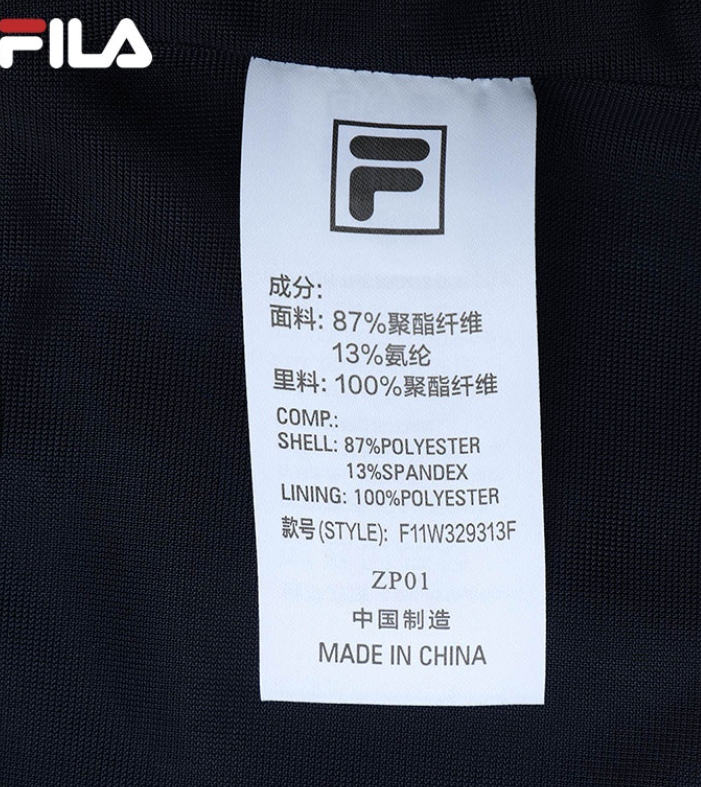 FILA
成分:
面料: 87%聚酯纤维
13%氨纶
里料: 100%聚酯纤维
COMP.:
SHELL: 87%POLYESTER
13%SPANDEX
LINING: 100%POLYESTER
款号(STYLE): F11W329313F
ZP01
中国制造
MADE IN CHINA